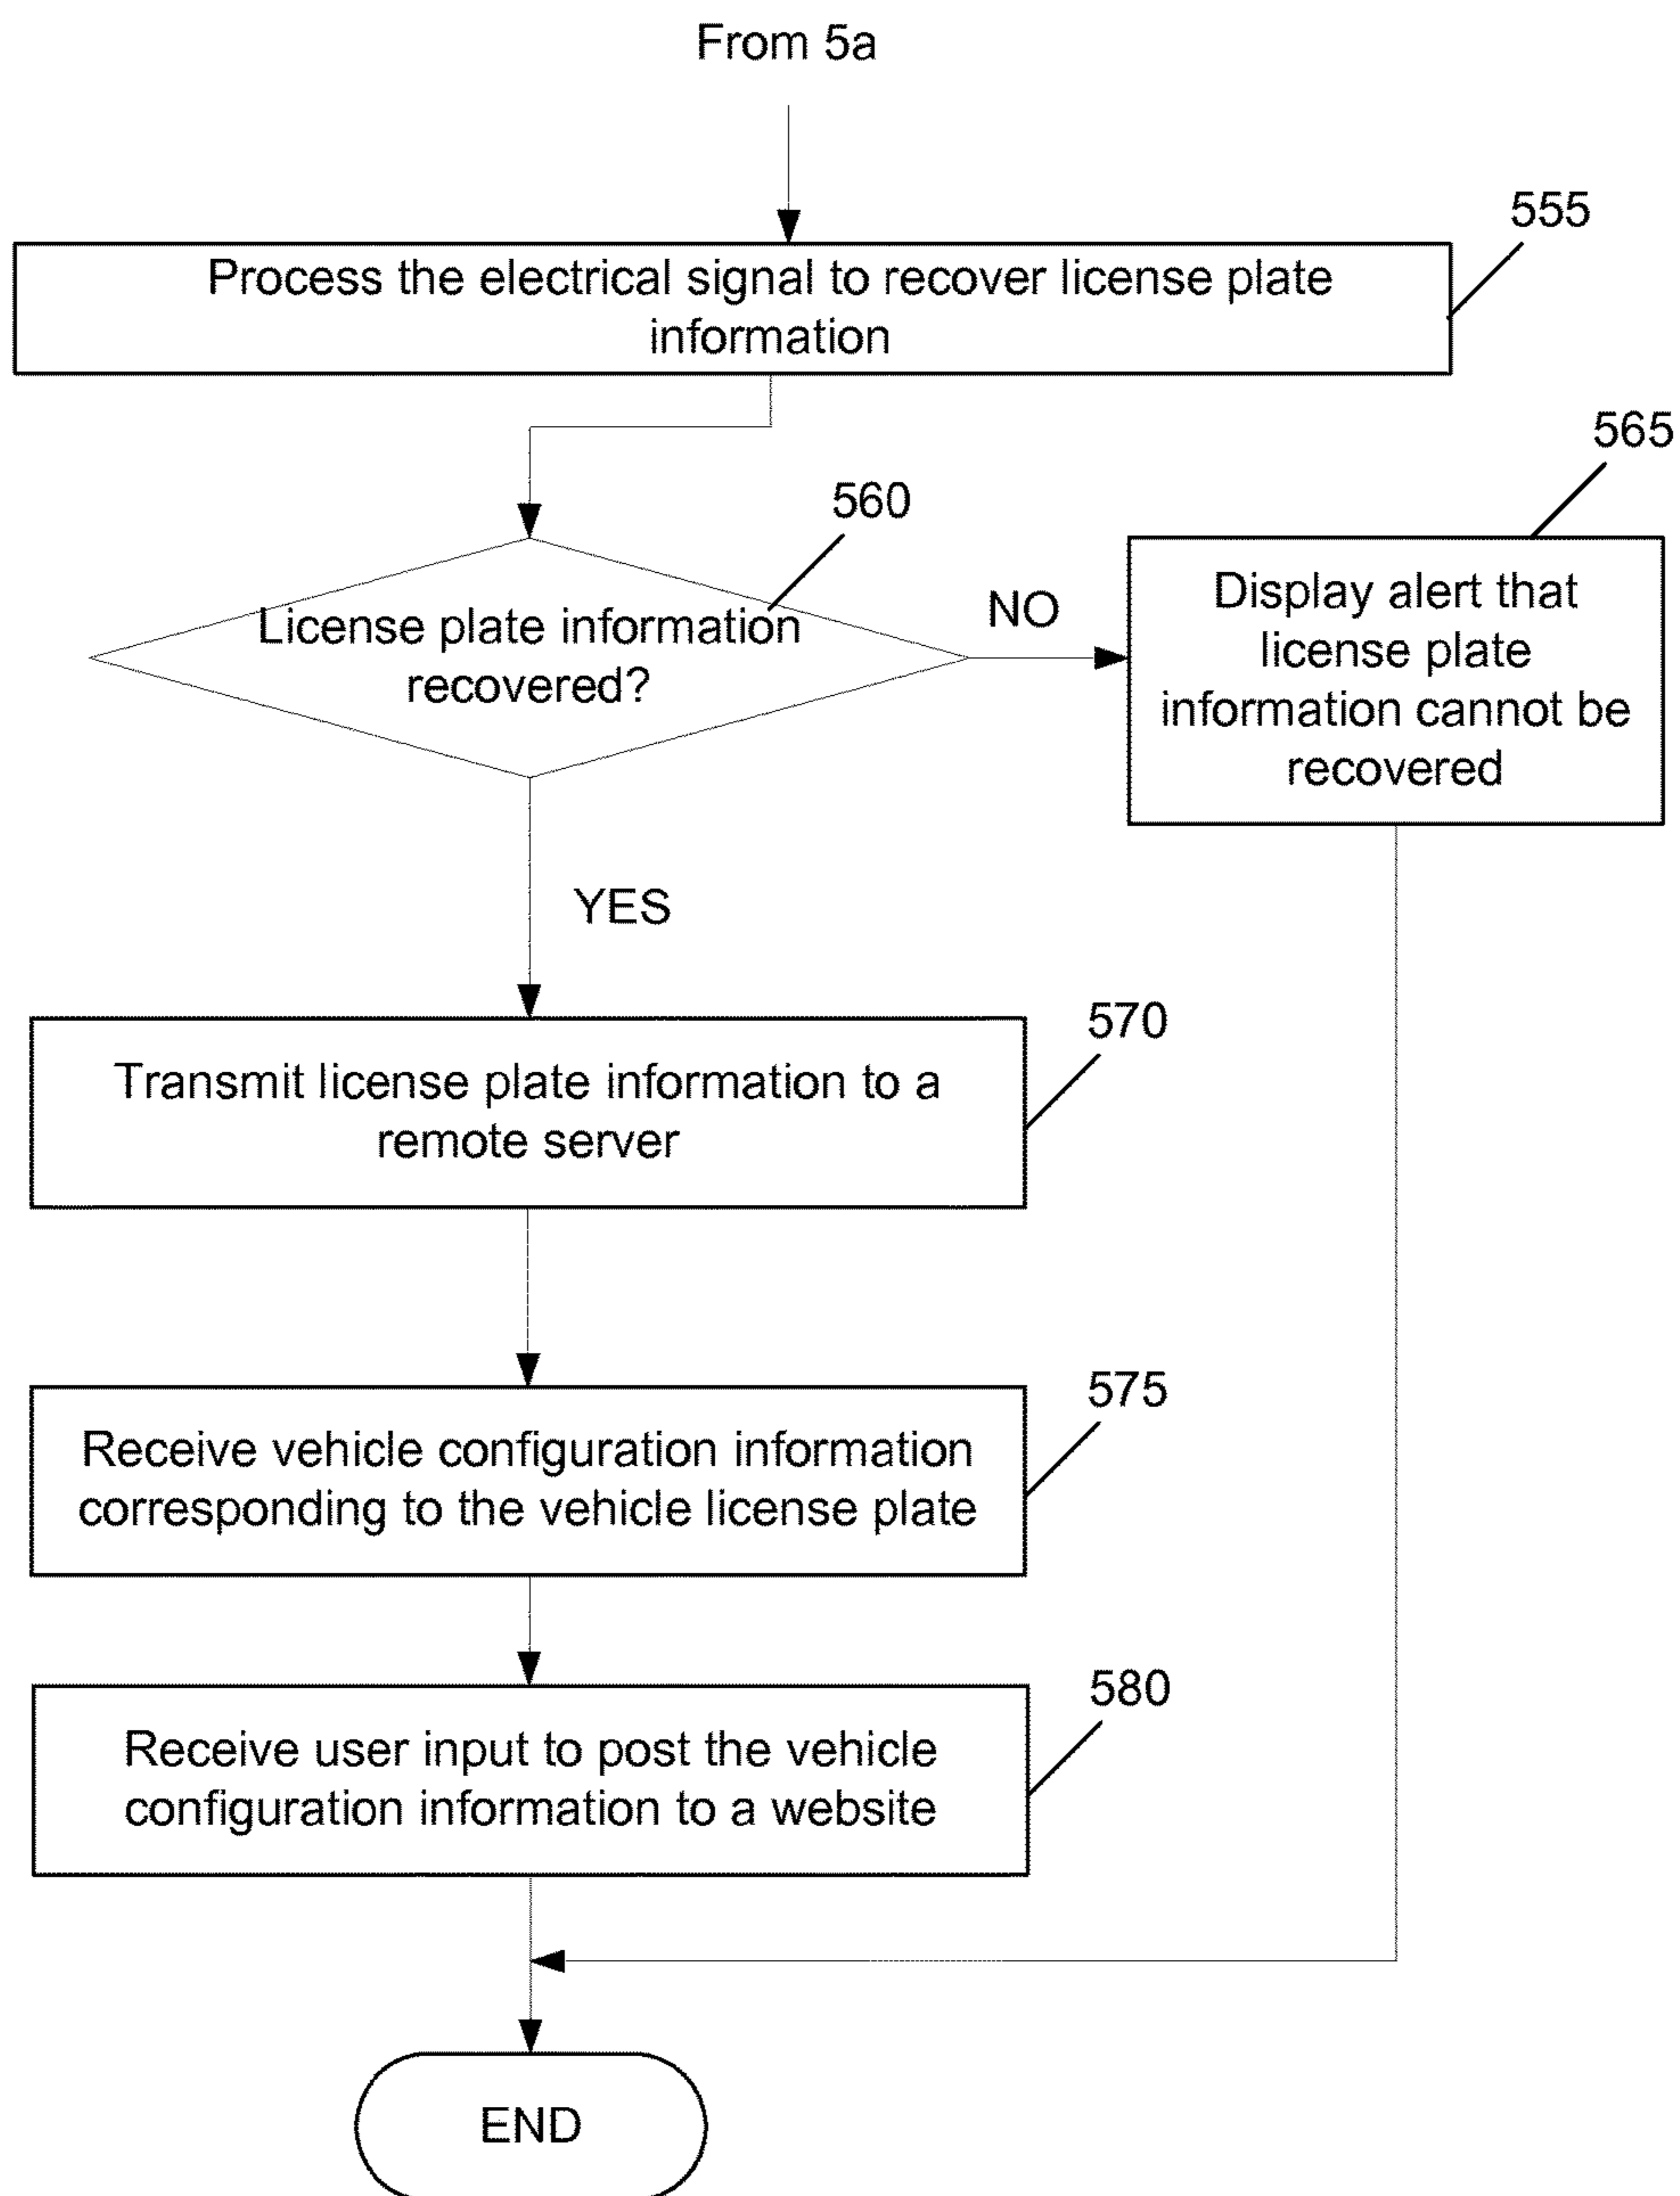 From 5a
555
Process the electrical signal to recover license plate
information
565
560
License plate information
recovered?
NO
Display alert that
license plate
information cannot be
recovered
YES
570
Transmit license plate information to a
remote server
575
Receive vehicle configuration information
corresponding to the vehicle license plate
580
Receive user input to post the vehicle
configuration information to a website
END